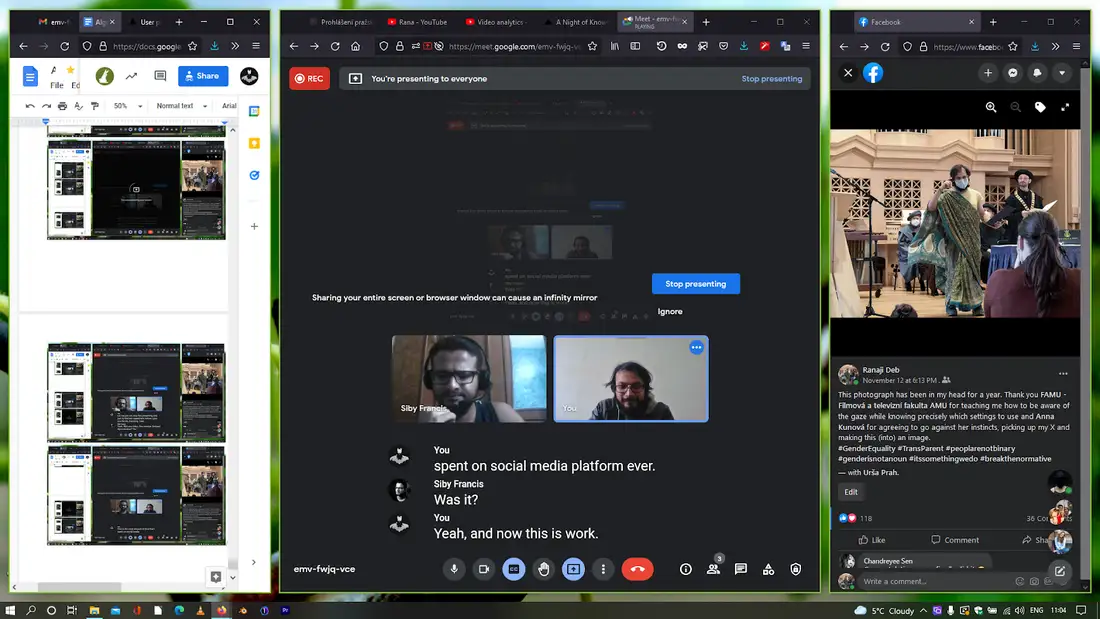 emv-f
Alg
User p
https://docs.google
A
File
Ed
Share
50%
Normal text
Arial
Prohlášení praž
Rana - YouTube
Video analytics -
A Night of Know
Meet - emv-f
PLAYING
https://meet.google.com/emv-fwjq-vc
REC
You're presenting to everyone
Stop presenting
Sharing your entire screen or browser window can cause an infinity mirror
Stop presenting
Ignore
Siby Francis
You
You
spent on social media platform ever.
Siby Francis
Was it?
You
Yeah, and now this is work.
emv-fwjq-vce
3
Facebook
https://www.facebo
Ranaji Deb
November 12 at 6:13 PM
This photograph has been in my head for a year. Thank you FAMU -
Filmová a televizní fakulta AMU for teaching me how to be aware of
the gaze while knowing precisely which settings to use and Anna
Kunová for agreeing to go against her instincts, picking up my X and
making this (into) an image.
#GenderEquality #TransParent #peoplarenotbinary
#genderisnotanoun #itssomethingwedo #breakthenormative
— with Urša Prah.
Edit
118
36 Co
Like
Comment
Sha
Chandreyee Sen
Write a comment...
5°C Cloudy
ENG
11:04